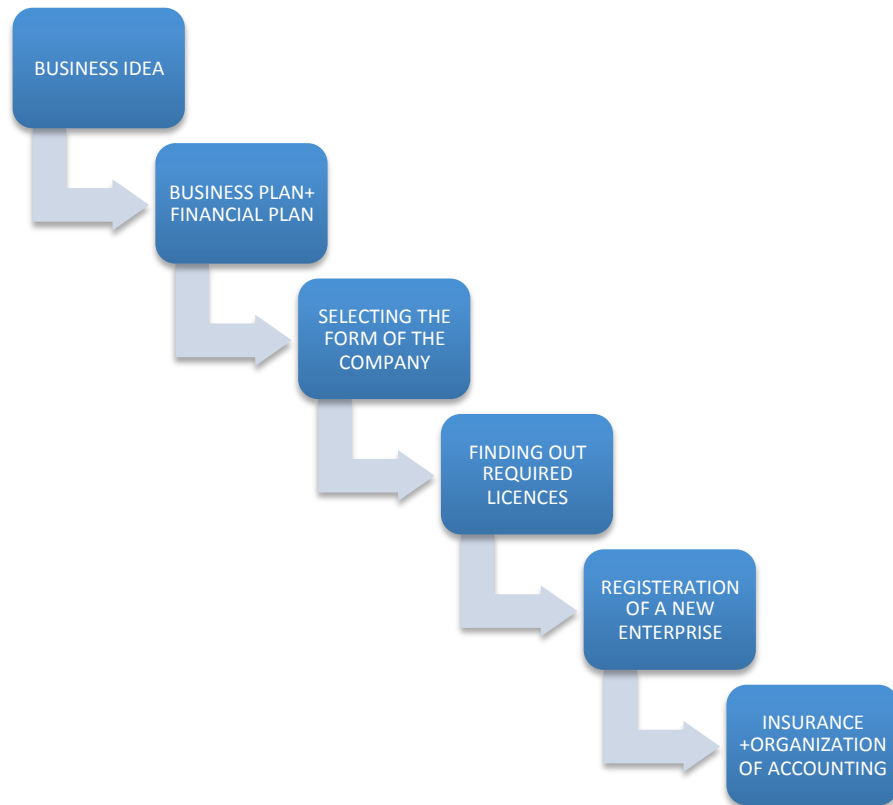 BUSINESS IDEA
BUSINESS PLAN+
FINANCIAL PLAN
SELECTING THE
FORM OF THE
COMPANY
FINDING OUT
REQUIRED
LICENCES
REGISTERATION
OF A NEW
ENTERPRISE
INSURANCE
+ORGANIZATION
OF ACCOUNTING